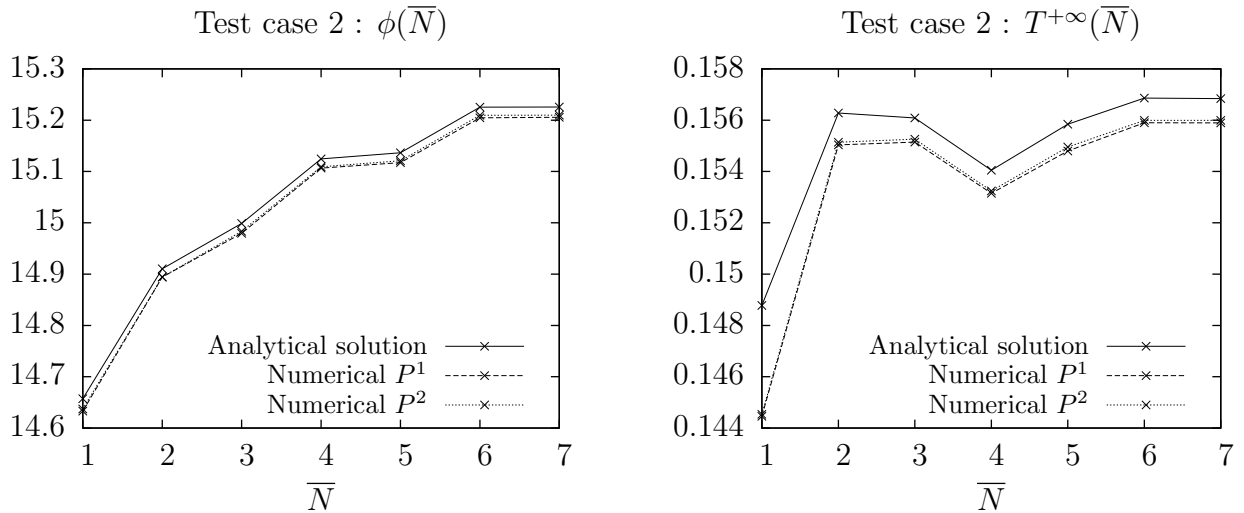 Test case 2 : ϕ(N̅)
15.3
15.2
15.1
15
14.9
14.8
14.7
14.6
Analytical solution
Numerical P¹
Numerical P²
1 2 3 4 5 6 7
N̅
Test case 2 : T⁺∞(N̅)
0.158
0.156
0.154
0.152
0.15
0.148
0.146
0.144
Analytical solution
Numerical P¹
Numerical P²
1 2 3 4 5 6 7
N̅